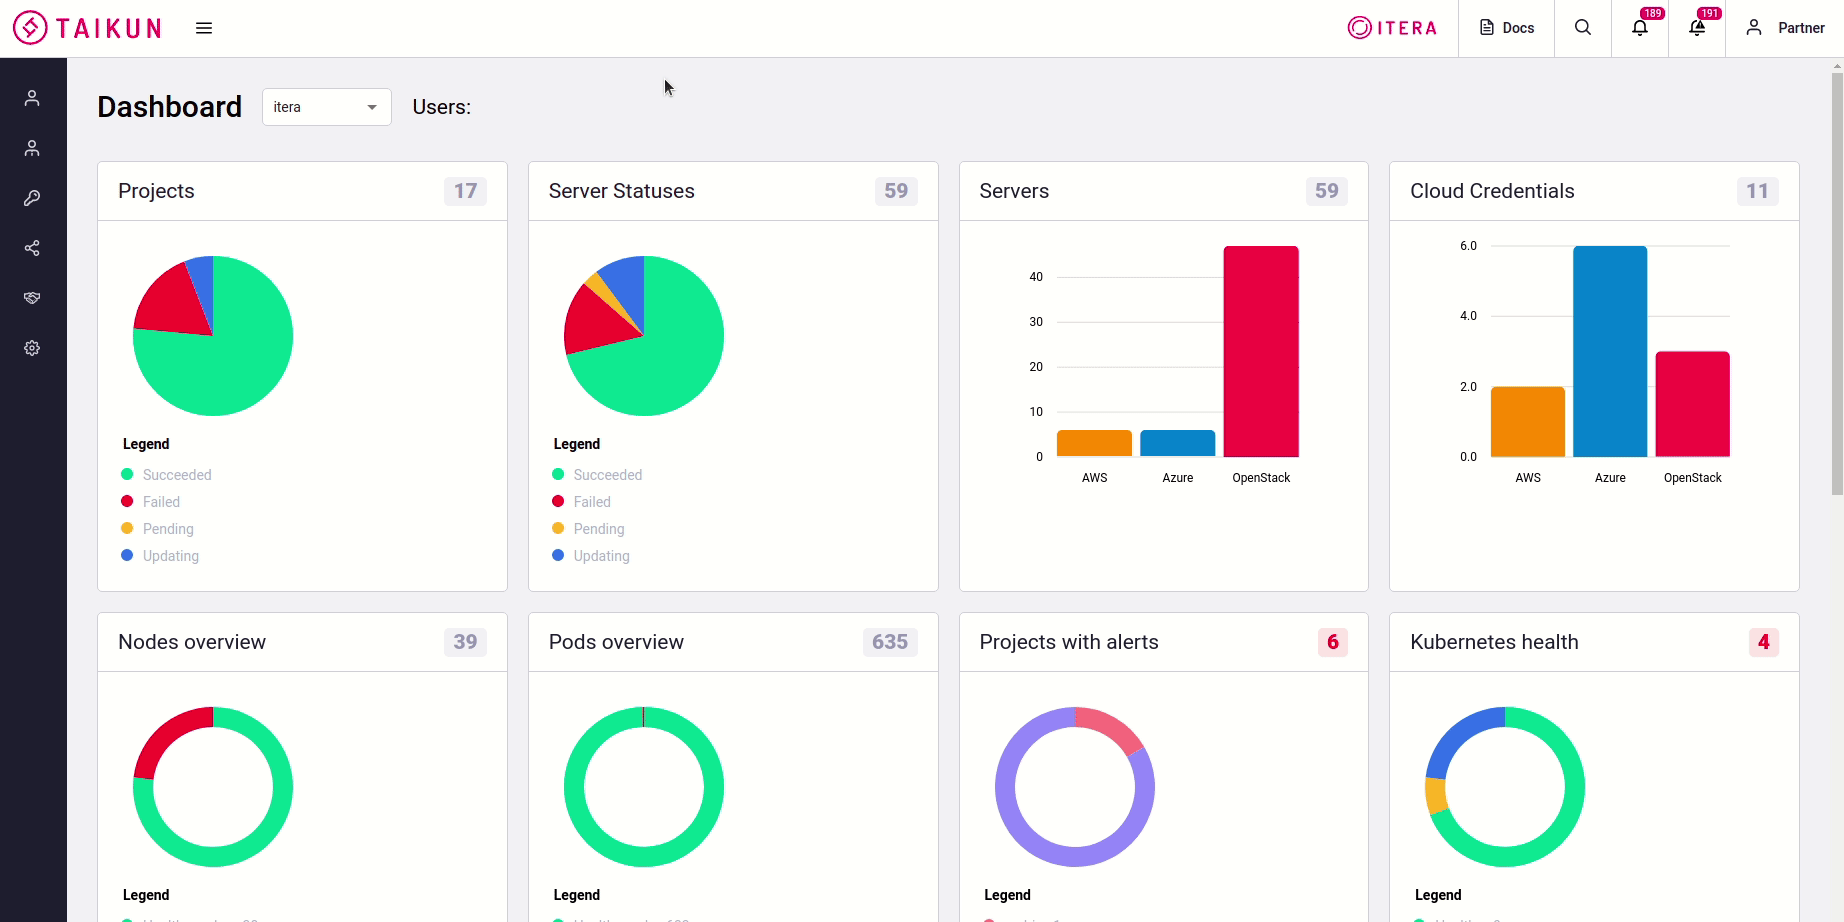 TAIKUN
ITERA
Docs
189
191
Partner
Dashboard
itera
Users:
Projects
17
Server Statuses
59
Servers
59
Cloud Credentials
11
Legend
Succeeded
Failed
Pending
Updating
Legend
Succeeded
Failed
Pending
Updating
40
30
20
10
0
AWS Azure OpenStack
6.0
4.0
2.0
0.0
AWS Azure OpenStack
Nodes overview
39
Pods overview
635
Projects with alerts
6
Kubernetes health
4
Legend
Legend
Legend
Legend